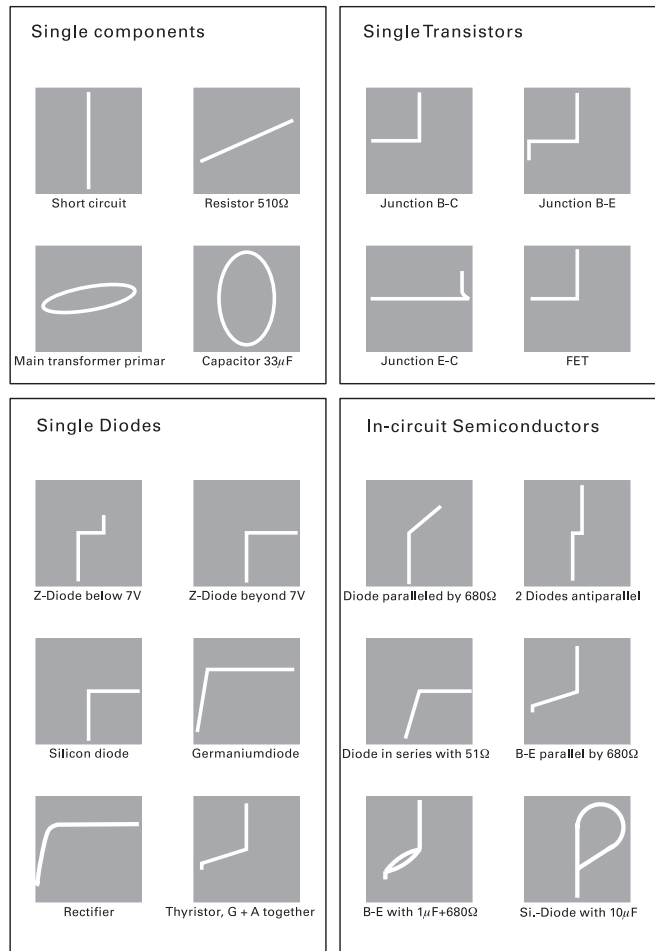 Single components
Short circuit
Resistor 510Ω
Main transformer primar
Capacitor 33µF
Single Transistors
Junction B-C
Junction B-E
Junction E-C
FET
Single Diodes
Z-Diode below 7V
Z-Diode beyond 7V
Silicon diode
Germaniumdiode
Rectifier
Thyristor, G + A together
In-circuit Semiconductors
Diode paralleled by 680Ω
2 Diodes antiparallel
Diode in series with 51Ω
B-E parallel by 680Ω
B-E with 1µF+680Ω
Si.-Diode with 10µF